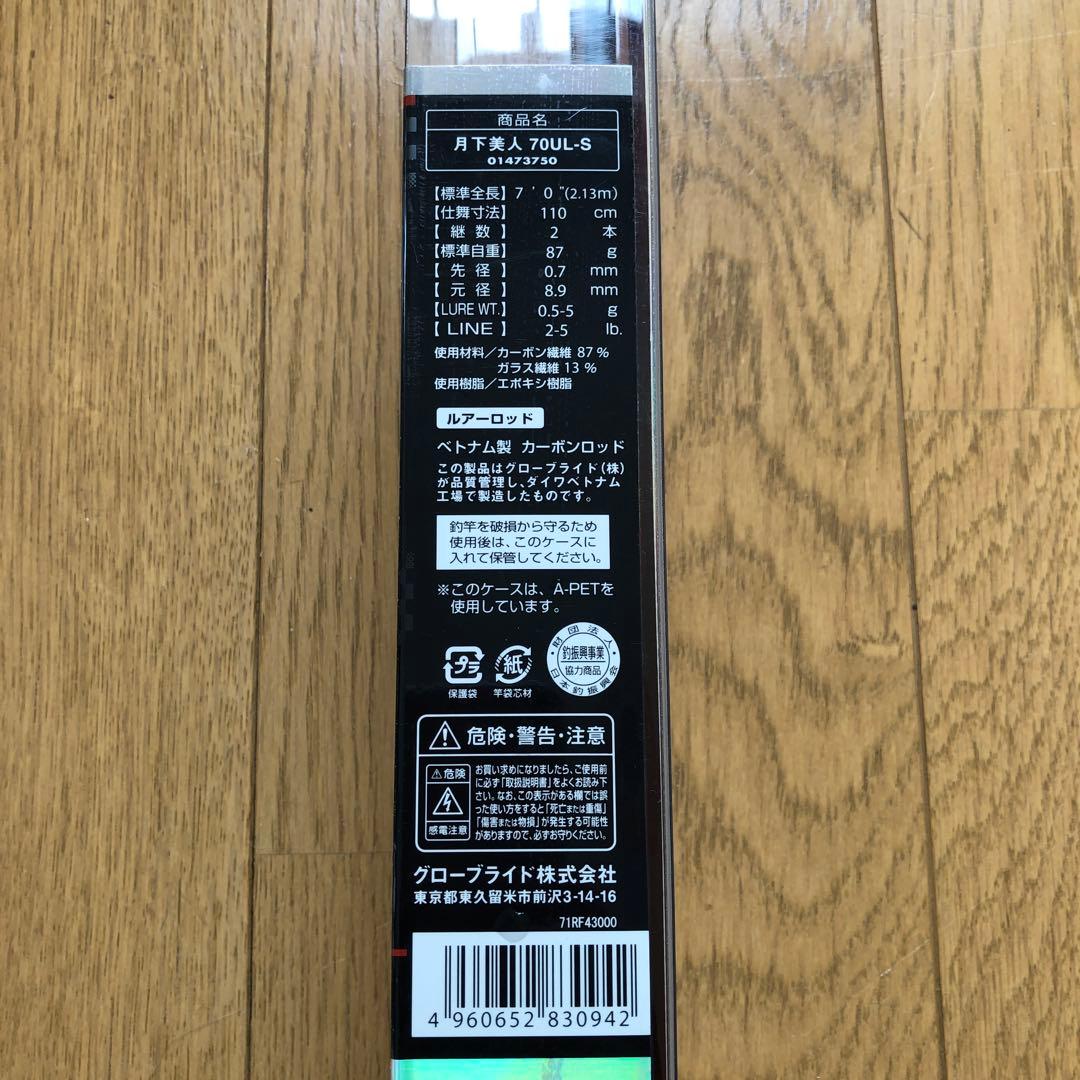 商品名
月下美人 70UL-S
01473750
【標準全長】 7 ' 0 "(2.13m)
【仕舞寸法】 110 cm
【 継 数 】 2 本
【標準自重】 87 g
【 先 径 】 0.7 mm
【 元 径 】 8.9 mm
【LURE WT.】 0.5-5 g
【 LINE 】 2-5 lb.
使用材料/カーボン繊維 87 %
ガラス繊維 13 %
使用樹脂/エポキシ樹脂
ルアーロッド
ベトナム製 カーボンロッド
この製品はグローブライド(株)
が品質管理し、ダイワベトナム
工場で製造したものです。
釣竿を破損から守るため
使用後は、このケースに
入れて保管してください。
※このケースは、A-PETを
使用しています。
プラ
保護袋
紙
竿袋芯材
財団法人
釣振興事業
協力商品
日本釣振興会
危険・警告・注意
危険
感電注意
お買い求めになりましたら、ご使用前
に必ず「取扱説明書」をよくお読み下
さい。なお、この表示がある欄では誤
った使い方をすると「死亡または重傷」
「傷害または物損」が発生する可能性
がありますので、必ずお守りください。
グローブライド株式会社
東京都東久留米市前沢3-14-16
71RF43000
4 960652 830942